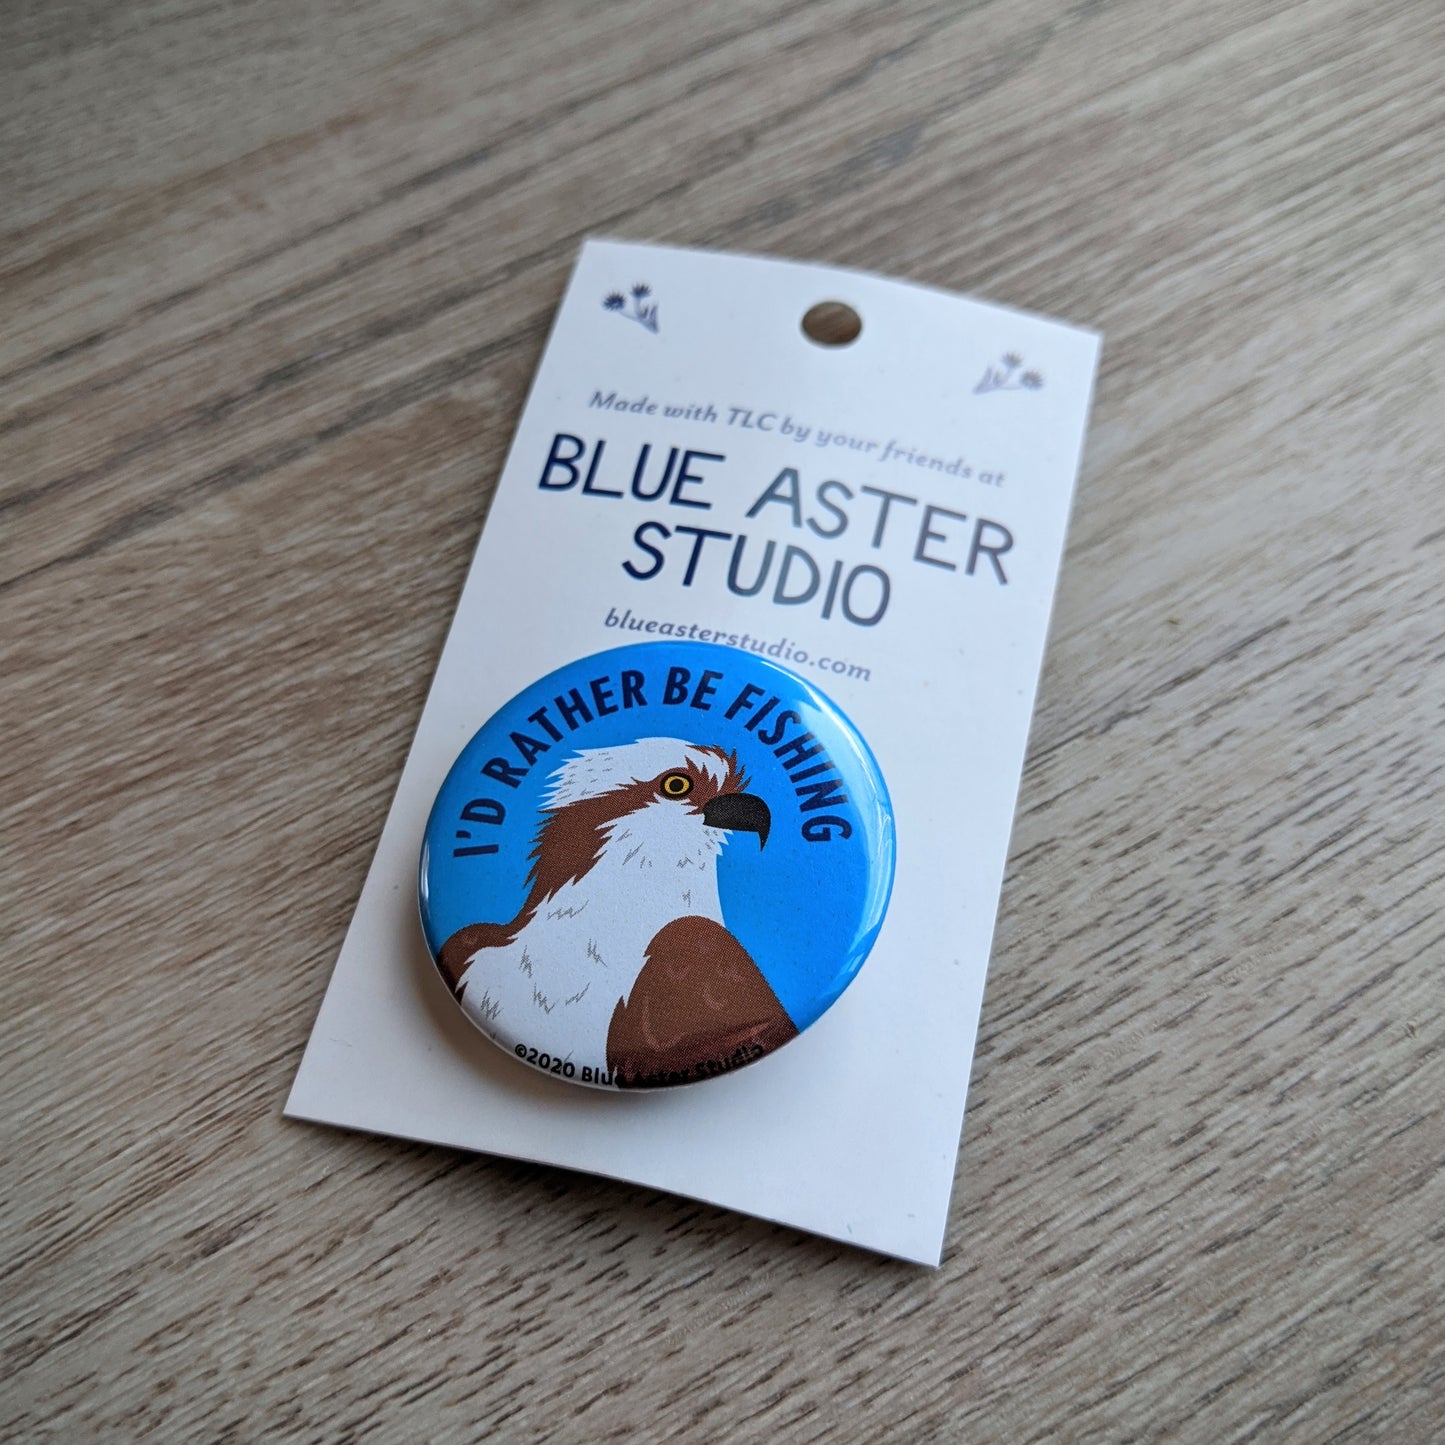 Made with TLC by your friends at
BLUE ASTER
STUDIO
blueasterstudio.com
I'D RATHER BE FISHING
©2020 Blue Aster Studio